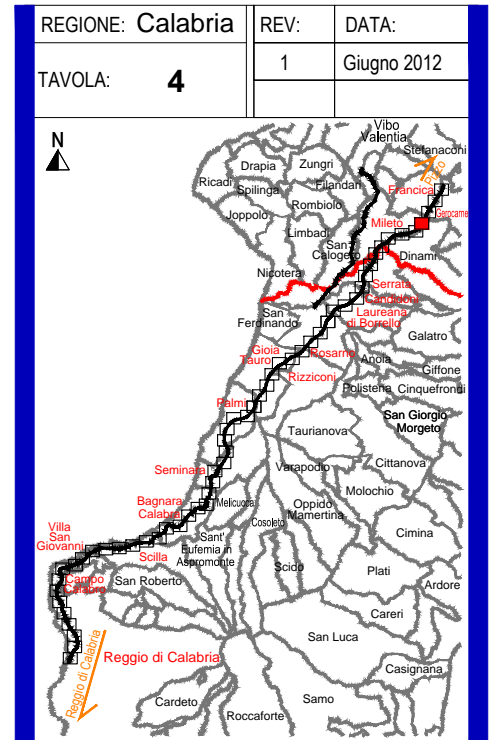 REGIONE: Calabria
REV:
DATA:
TAVOLA: 4
1
Giugno 2012
N
Vibo
Valentia
Stefanaconi
Pizzo
Drapia
Zungri
Ricadi
Spilinga
Filandari
Francica
Rombiolo
Joppolo
Gerocarne
Mileto
Limbadi
San
Calogero
Dinami
Nicotera
Serrata
Candidoni
San
Ferdinando
Laureana
di Borrello
Galatro
Gioia
Tauro
Rosarno
Anoia
Giffone
Rizziconi
Polistena
Cinquefrondi
Palmi
San Giorgio
Morgeto
Taurianova
Seminara
Varapodio
Cittanova
Molochio
Bagnara
Calabra
Melicucca
Oppido
Mamertina
Cosoleto
Villa
San
Giovanni
Sant'
Eufemia in
Aspromonte
Cimina
Scilla
Scido
Plati
Campo
Calabro
San Roberto
Ardore
Careri
San Luca
Reggio di Calabria
Reggio di Calabria
Casignana
Cardeto
Samo
Roccaforte